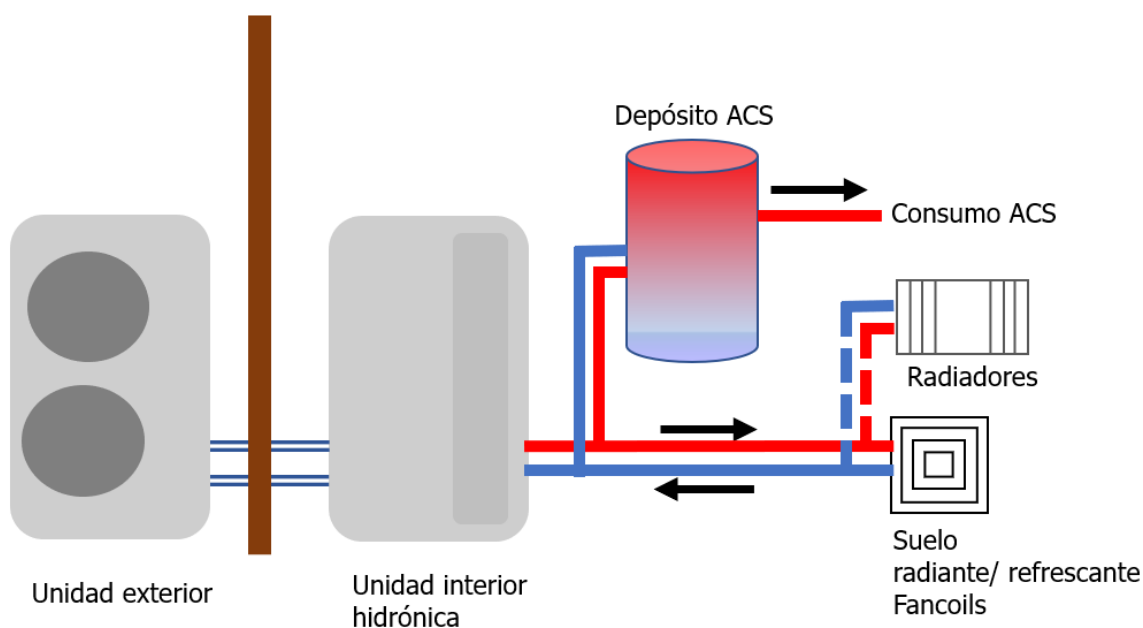 Depósito ACS
Consumo ACS
Radiadores
Suelo
radiante/ refrescante
Fancoils
Unidad exterior
Unidad interior
hidrónica